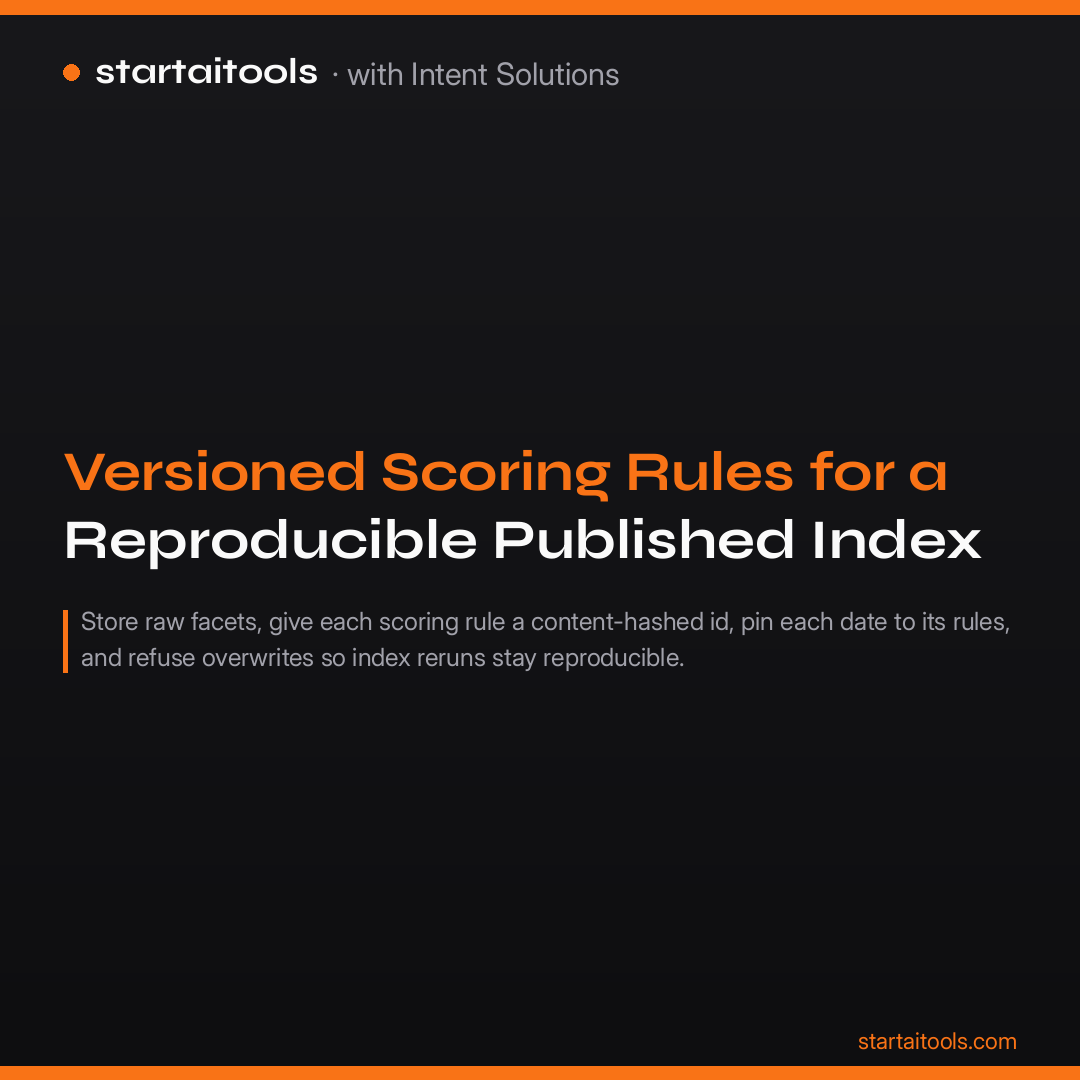 startaitools · with Intent Solutions
Versioned Scoring Rules for a
Reproducible Published Index
Store raw facets, give each scoring rule a content-hashed id, pin each date to its rules,
and refuse overwrites so index reruns stay reproducible.
startaitools.com